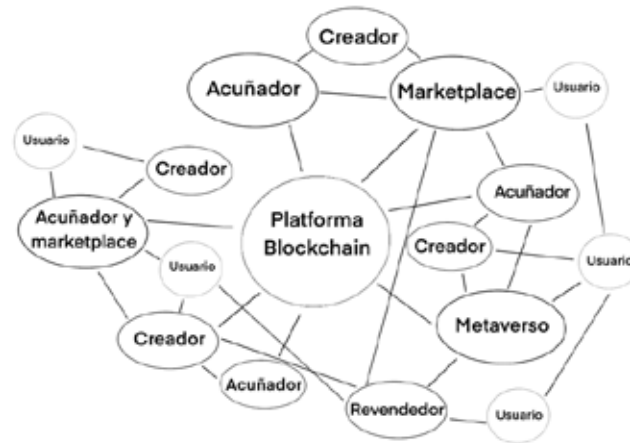 Creador
Acuñador
Marketplace
Usuario
Usuario
Creador
Acuñador
Acuñador y
marketplace
Platforma
Blockchain
Creador
Usuario
Usuario
Creador
Metaverso
Acuñador
Revendedor
Usuario